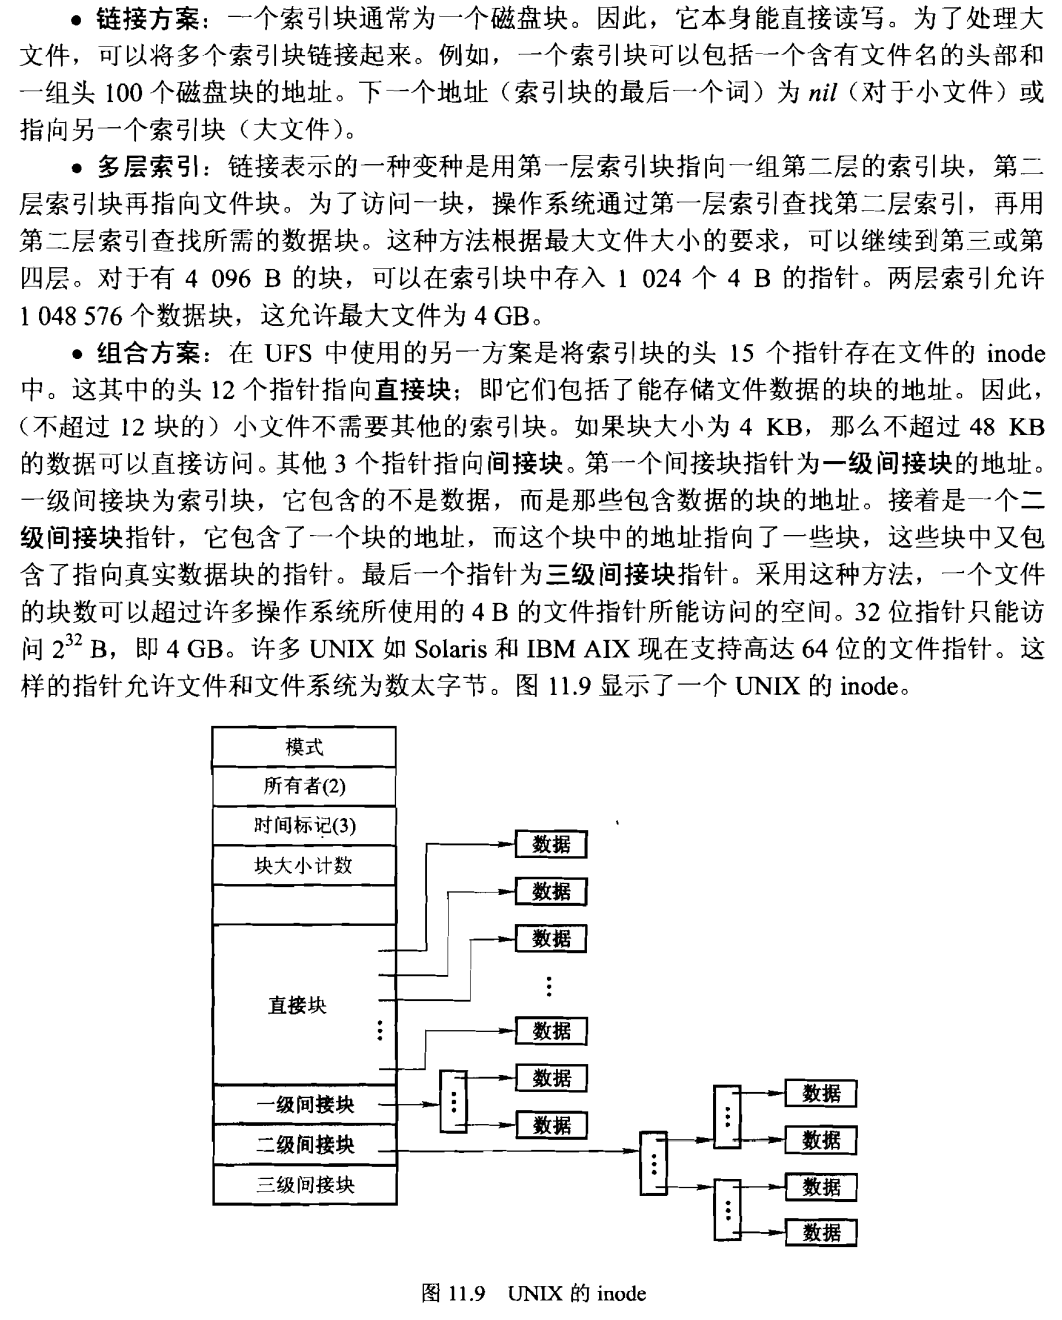 ● 链接方案：一个索引块通常为一个磁盘块。因此，它本身能直接读写。为了处理大
文件，可以将多个索引块链接起来。例如，一个索引块可以包括一个含有文件名的头部和
一组头 100 个磁盘块的地址。下一个地址（索引块的最后一个词）为 nil（对于小文件）或
指向另一个索引块（大文件）。
● 多层索引：链接表示的一种变种是用第一层索引块指向一组第二层的索引块，第二
层索引块再指向文件块。为了访问一块，操作系统通过第一层索引查找第二层索引，再用
第二层索引查找所需的数据块。这种方法根据最大文件大小的要求，可以继续到第三或第
四层。对于有 4 096 B 的块，可以在索引块中存入 1 024 个 4 B 的指针。两层索引允许
1 048 576 个数据块，这允许最大文件为 4 GB。
● 组合方案：在 UFS 中使用的另一方案是将索引块的头 15 个指针存在文件的 inode
中。这其中的头 12 个指针指向直接块；即它们包括了能存储文件数据的块的地址。因此，
（不超过 12 块的）小文件不需要其他的索引块。如果块大小为 4 KB，那么不超过 48 KB
的数据可以直接访问。其他 3 个指针指向间接块。第一个间接块指针为一级间接块的地址。
一级间接块为索引块，它包含的不是数据，而是那些包含数据的块的地址。接着是一个二
级间接块指针，它包含了一个块的地址，而这个块中的地址指向了一些块，这些块中又包
含了指向真实数据块的指针。最后一个指针为三级间接块指针。采用这种方法，一个文件
的块数可以超过许多操作系统所使用的 4 B 的文件指针所能访问的空间。32 位指针只能访
问 2³² B，即 4 GB。许多 UNIX 如 Solaris 和 IBM AIX 现在支持高达 64 位的文件指针。这
样的指针允许文件和文件系统为数太字节。图 11.9 显示了一个 UNIX 的 inode。
模式
所有者(2)
时间标记(3)
块大小计数
直接块
一级间接块
二级间接块
三级间接块
数据
数据
数据
数据
数据
数据
数据
数据
数据
数据
图 11.9 UNIX 的 inode